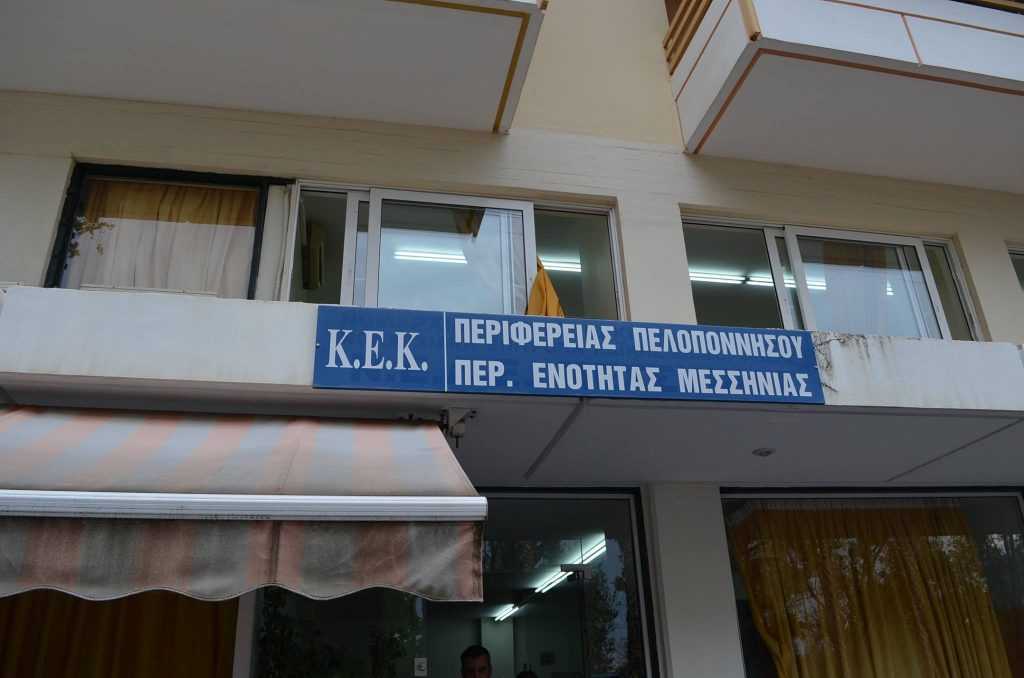 Κ.Ε.Κ.
ΠΕΡΙΦΕΡΕΙΑΣ ΠΕΛΟΠΟΝΝΗΣΟΥ
ΠΕΡ. ΕΝΟΤΗΤΑΣ ΜΕΣΣΗΝΙΑΣ